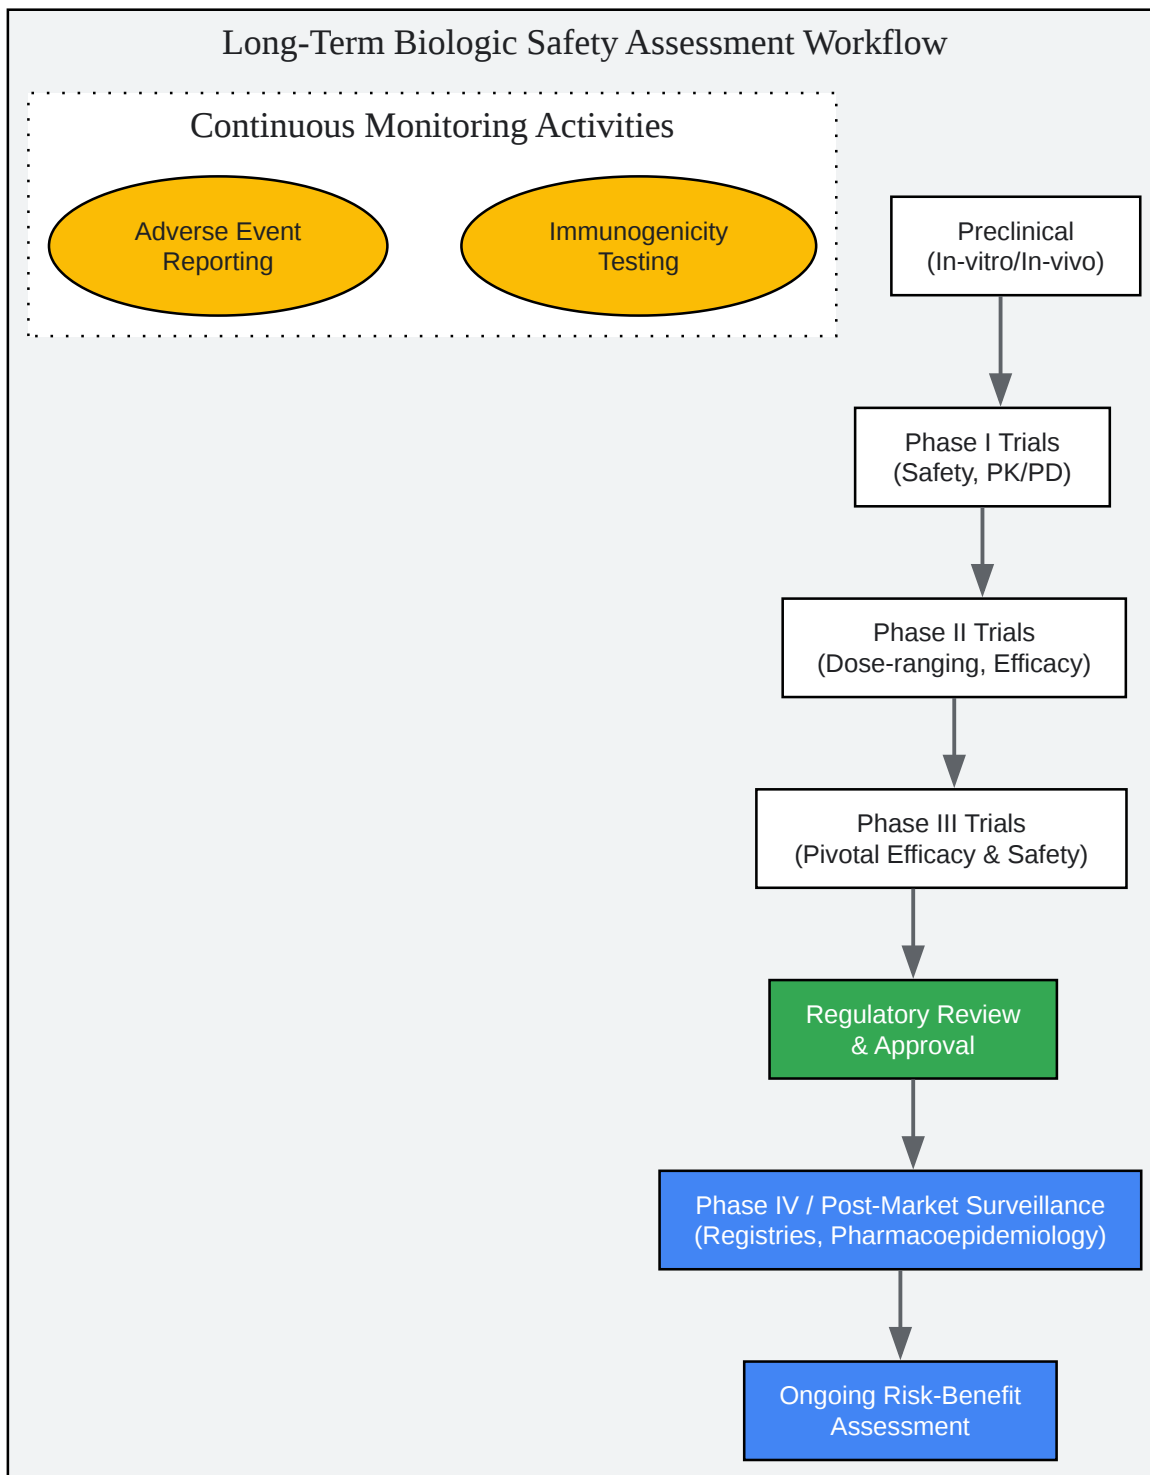 Long-Term Biologic Safety Assessment Workflow
Continuous Monitoring Activities
Adverse Event
Reporting
Immunogenicity
Testing
Preclinical
(In-vitro/In-vivo)
Phase I Trials
(Safety, PK/PD)
Phase II Trials
(Dose-ranging, Efficacy)
Phase III Trials
(Pivotal Efficacy & Safety)
Regulatory Review
& Approval
Phase IV / Post-Market Surveillance
(Registries, Pharmacoepidemiology)
Ongoing Risk-Benefit
Assessment